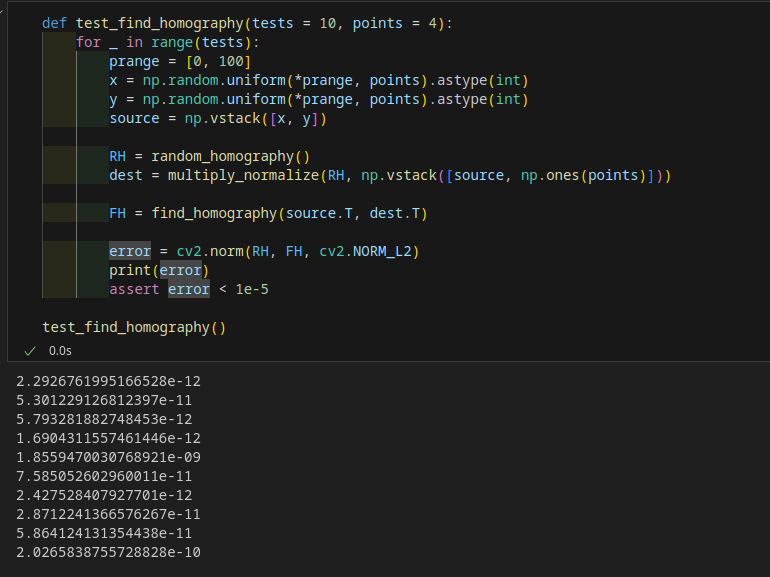 def test_find_homography(tests = 10, points = 4):
    for _ in range(tests):
        prange = [0, 100]
        x = np.random.uniform(*prange, points).astype(int)
        y = np.random.uniform(*prange, points).astype(int)
        source = np.vstack([x, y])
        RH = random_homography()
        dest = multiply_normalize(RH, np.vstack([source, np.ones(points)]))
        FH = find_homography(source.T, dest.T)
        error = cv2.norm(RH, FH, cv2.NORM_L2)
        print(error)
        assert error < 1e-5
test_find_homography()
0.0s
2.2926761995166528e-12
5.301229126812397e-11
5.793281882748453e-12
1.6904311557461446e-12
1.8559470030768921e-09
7.585052602960011e-11
2.427528407927701e-12
2.8712241366576267e-11
5.864124131354438e-11
2.0265838755728828e-10